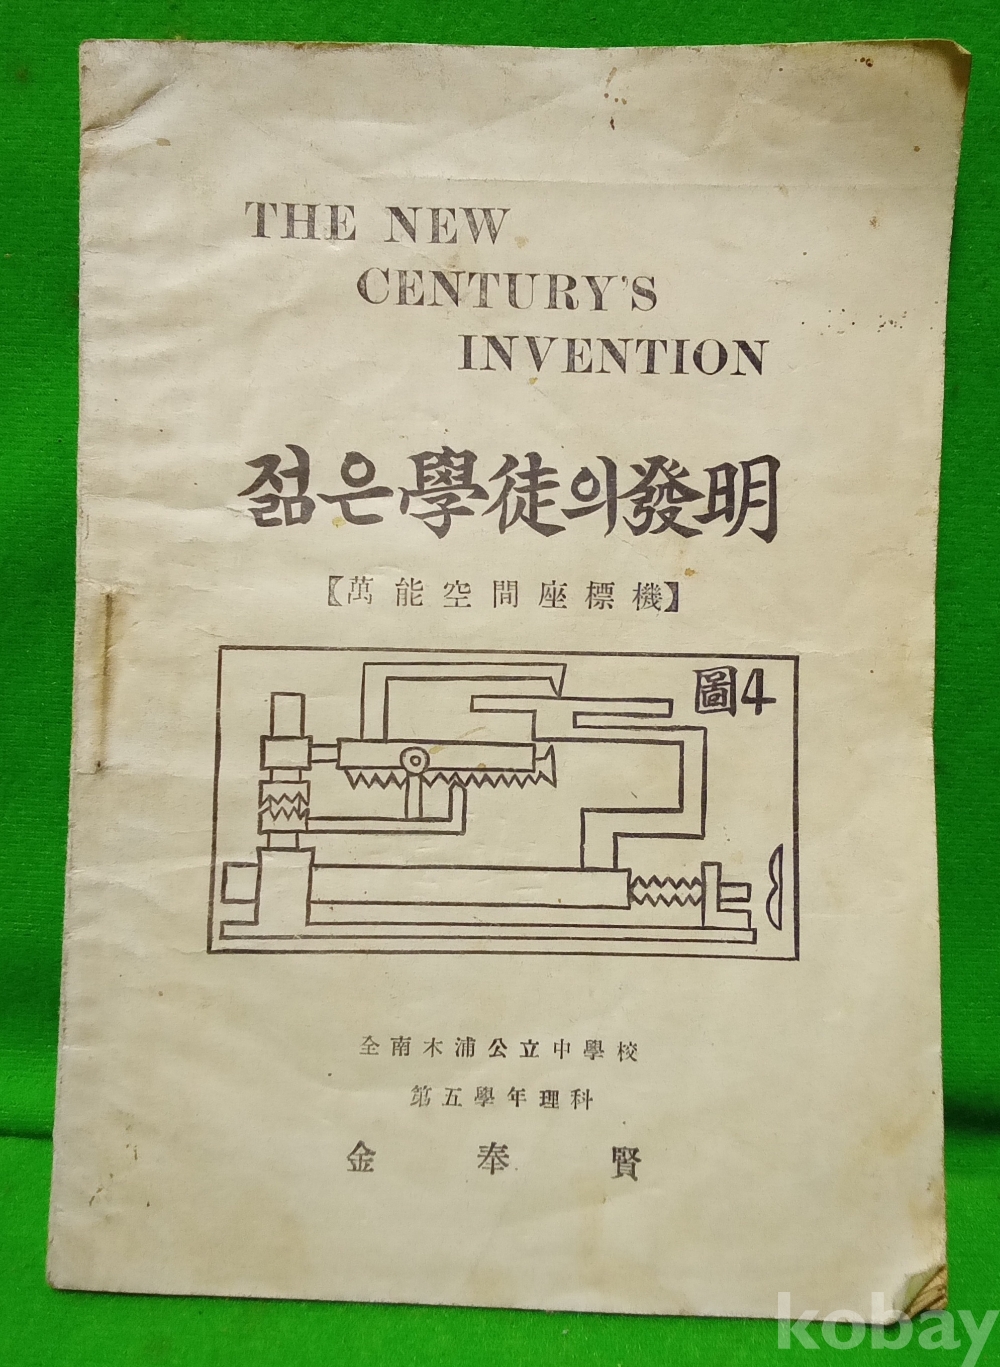 THE NEW
CENTURY'S
INVENTION
젊은學徒의發明
【萬能空間座標機】
圖4
全南木浦公立中學校
第五學年理科
金奉賢
kobay